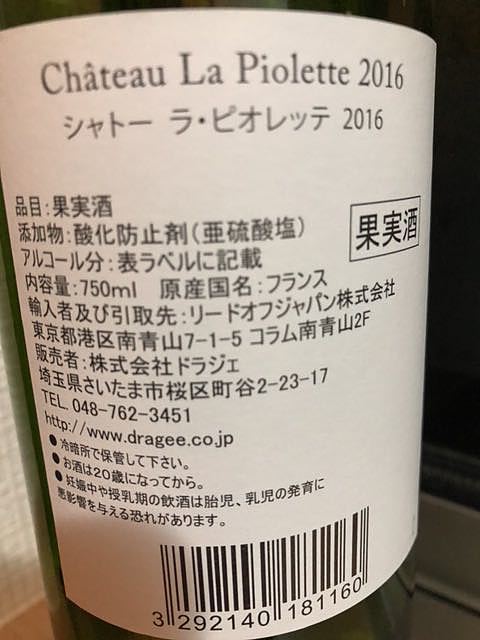 Château La Piolette 2016
シャトー ラ・ピオレッテ 2016
品目：果実酒
添加物：酸化防止剤（亜硫酸塩）
アルコール分：表ラベルに記載
果実酒
内容量：750ml 原産国名：フランス
輸入者及び引取先：リードオフジャパン株式会社
東京都港区南青山7-1-5 コラム南青山2F
販売者：株式会社ドラジェ
埼玉県さいたま市桜区町谷2-23-17
TEL. 048-762-3451
http://www.dragee.co.jp
●冷暗所で保管して下さい。
●お酒は20歳になってから。
●妊娠中や授乳期の飲酒は胎児、乳児の発育に
悪影響を与える恐れがあります。
3 292140 181160